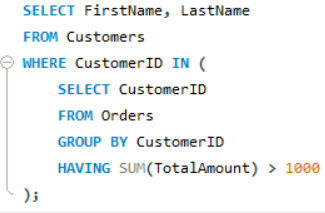 SELECT FirstName, LastName
FROM Customers
WHERE CustomerID IN (
    SELECT CustomerID
    FROM Orders
    GROUP BY CustomerID
    HAVING SUM(TotalAmount) > 1000
);